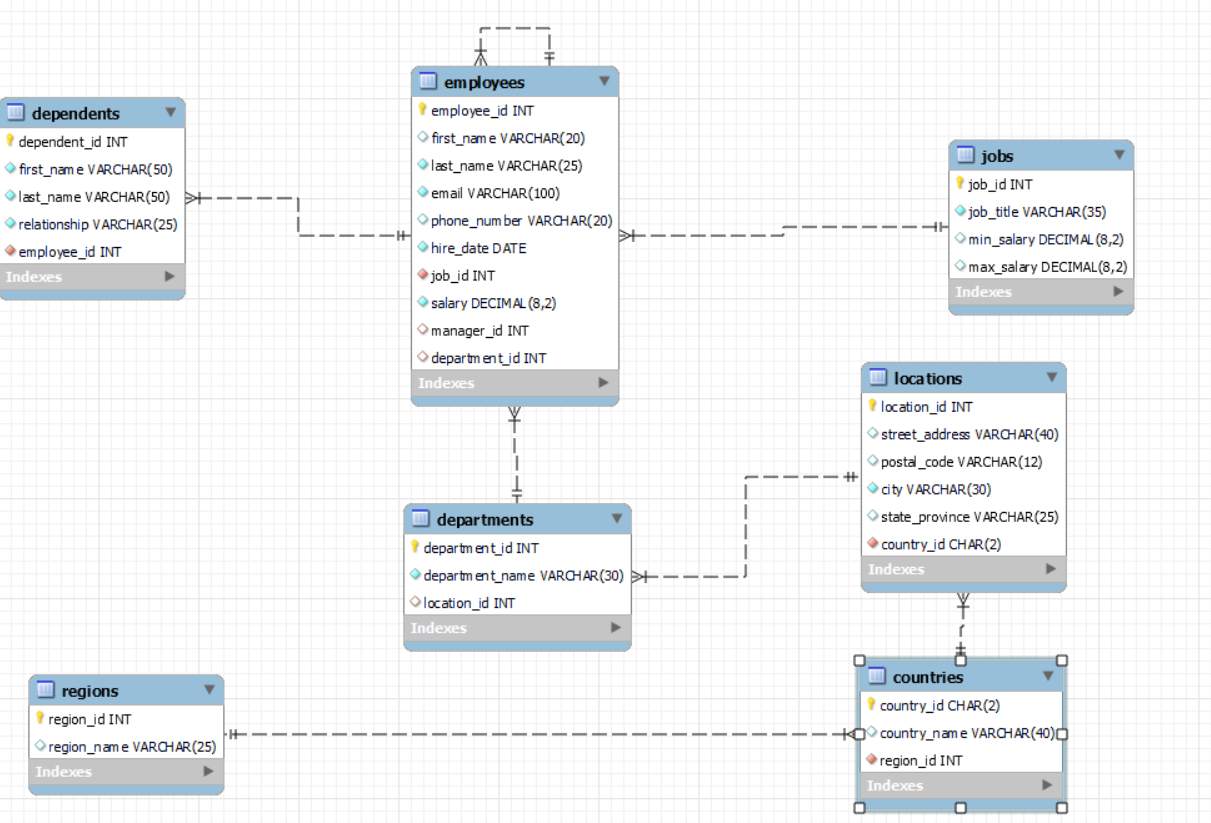 employees
employee_id INT
first_name VARCHAR(20)
last_name VARCHAR(25)
email VARCHAR(100)
phone_number VARCHAR(20)
hire_date DATE
job_id INT
salary DECIMAL(8,2)
manager_id INT
department_id INT
Indexes
dependents
dependent_id INT
first_name VARCHAR(50)
last_name VARCHAR(50)
relationship VARCHAR(25)
employee_id INT
Indexes
jobs
job_id INT
job_title VARCHAR(35)
min_salary DECIMAL(8,2)
max_salary DECIMAL(8,2)
Indexes
locations
location_id INT
street_address VARCHAR(40)
postal_code VARCHAR(12)
city VARCHAR(30)
state_province VARCHAR(25)
country_id CHAR(2)
Indexes
departments
department_id INT
department_name VARCHAR(30)
location_id INT
Indexes
regions
region_id INT
region_name VARCHAR(25)
Indexes
countries
country_id CHAR(2)
country_name VARCHAR(40)
region_id INT
Indexes